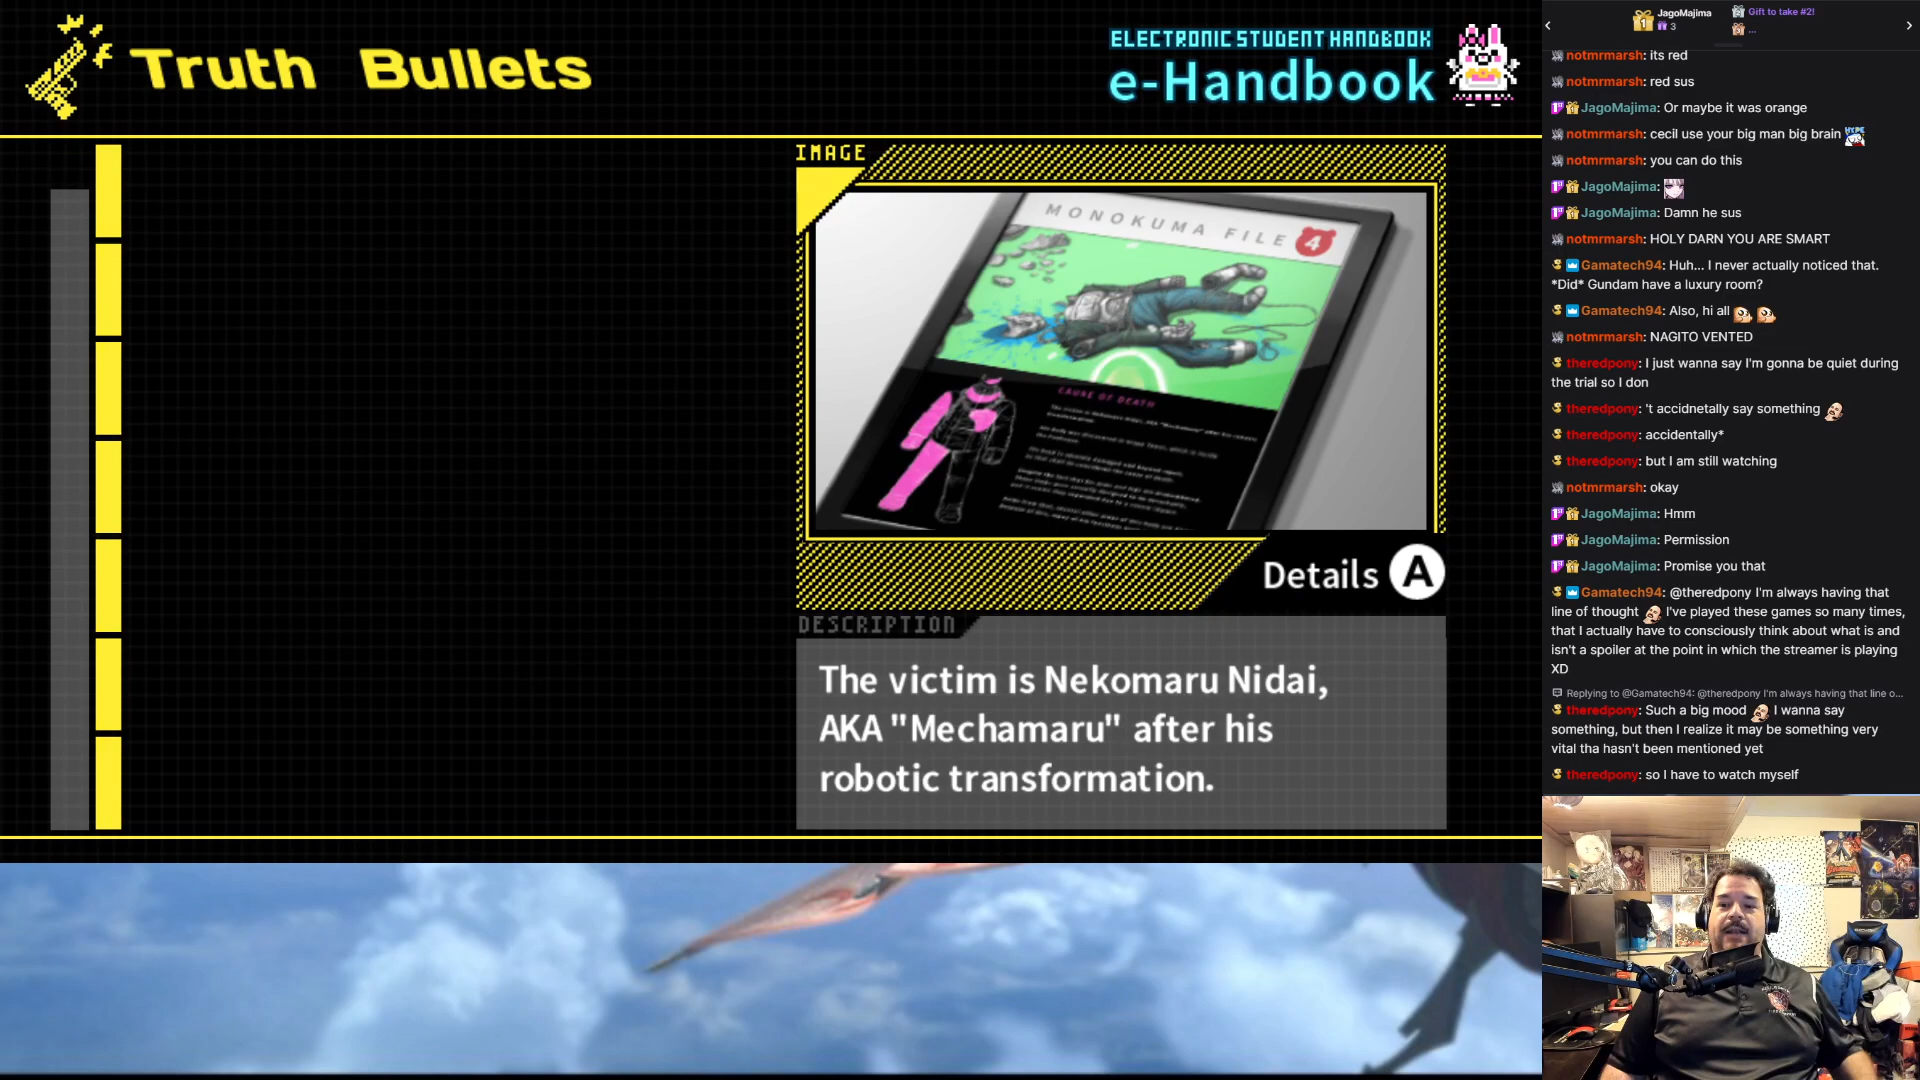 Truth Bullets
ELECTRONIC STUDENT HANDBOOK
e-Handbook
IMAGE
MONOKUMA FILE 4
CAUSE OF DEATH
Details A
DESCRIPTION
The victim is Nekomaru Nidai,
AKA "Mechamaru" after his
robotic transformation.
1 JagoMajima
3
Gift to take #2!
...
notmrmarsh: its red
notmrmarsh: red sus
JagoMajima: Or maybe it was orange
notmrmarsh: cecil use your big man big brain HYPE
notmrmarsh: you can do this
JagoMajima:
JagoMajima: Damn he sus
notmrmarsh: HOLY DARN YOU ARE SMART
Gamatech94: Huh... I never actually noticed that.
*Did* Gundam have a luxury room?
Gamatech94: Also, hi all
notmrmarsh: NAGITO VENTED
theredpony: I just wanna say I'm gonna be quiet during
the trial so I don
theredpony: 't accidnetally say something
theredpony: accidentally*
theredpony: but I am still watching
notmrmarsh: okay
JagoMajima: Hmm
JagoMajima: Permission
JagoMajima: Promise you that
Gamatech94: @theredpony I'm always having that
line of thought I've played these games so many times,
that I actually have to consciously think about what is and
isn't a spoiler at the point in which the streamer is playing
XD
Replying to @Gamatech94: @theredpony I'm always having that line o...
theredpony: Such a big mood I wanna say
something, but then I realize it may be something very
vital tha hasn't been mentioned yet
theredpony: so I have to watch myself